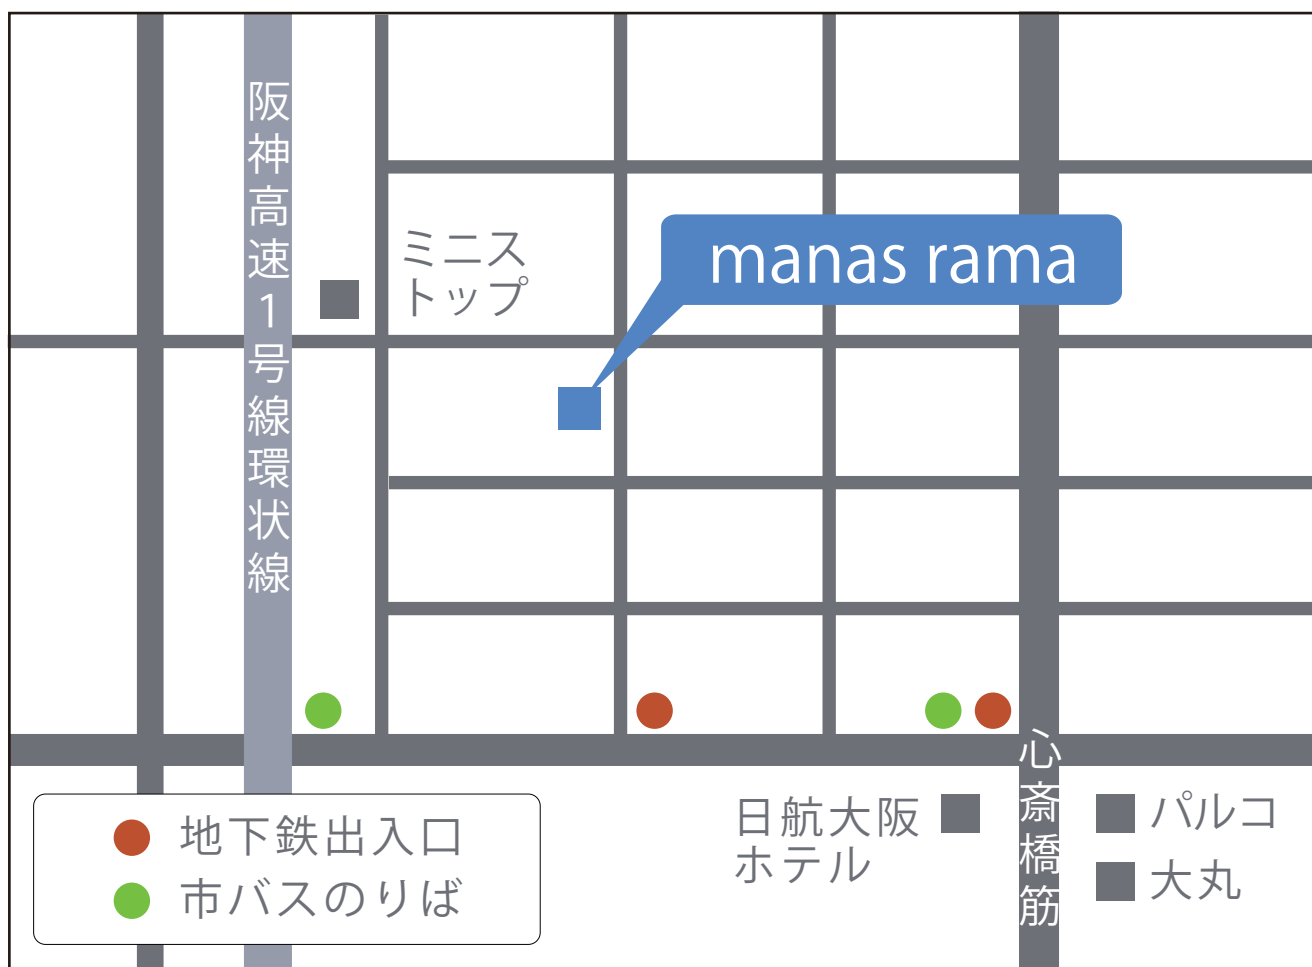 阪神高速1号線環状線
ミニス
トップ
manas rama
心斎橋筋
日航大阪
ホテル
パルコ
大丸
地下鉄出入口
市バスのりば